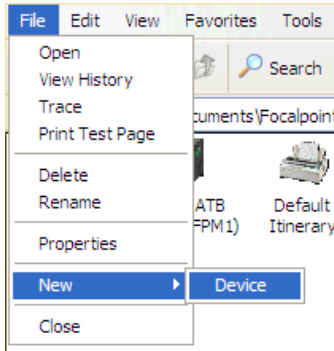 File Edit View Favorites Tools
Open
View History
Search
Trace
cuments\Focalpoint
Print Test Page
Delete
Rename
ATB Default
FPM1) Itinerary
Properties
New Device
Close